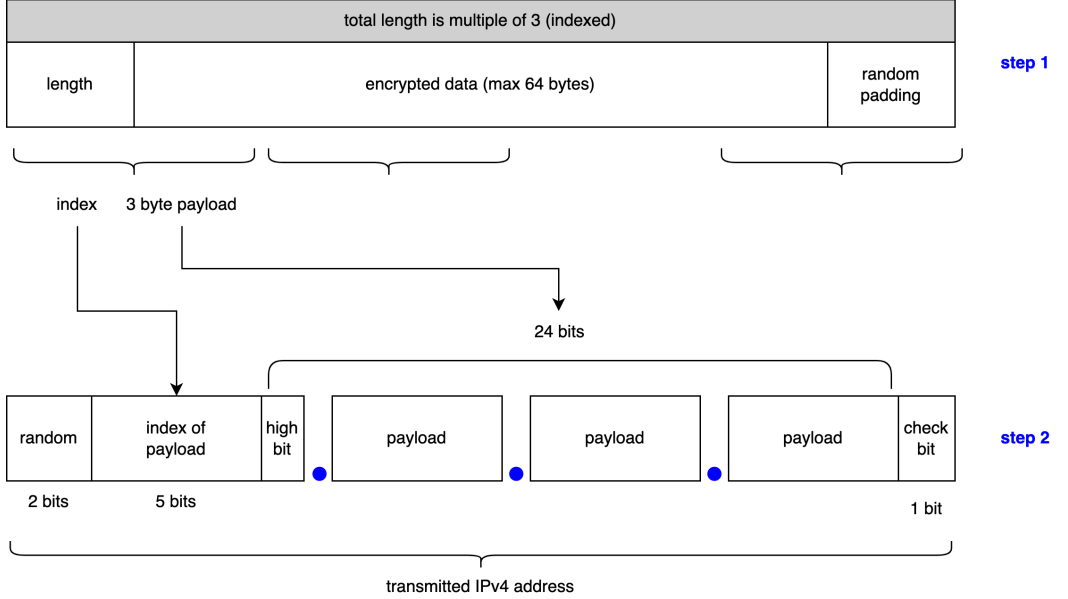 total length is multiple of 3 (indexed)
step 1
length
encrypted data (max 64 bytes)
random
padding
index
3 byte payload
24 bits
random
index of
payload
high
bit
payload
payload
payload
check
bit
step 2
2 bits
5 bits
1 bit
transmitted IPv4 address